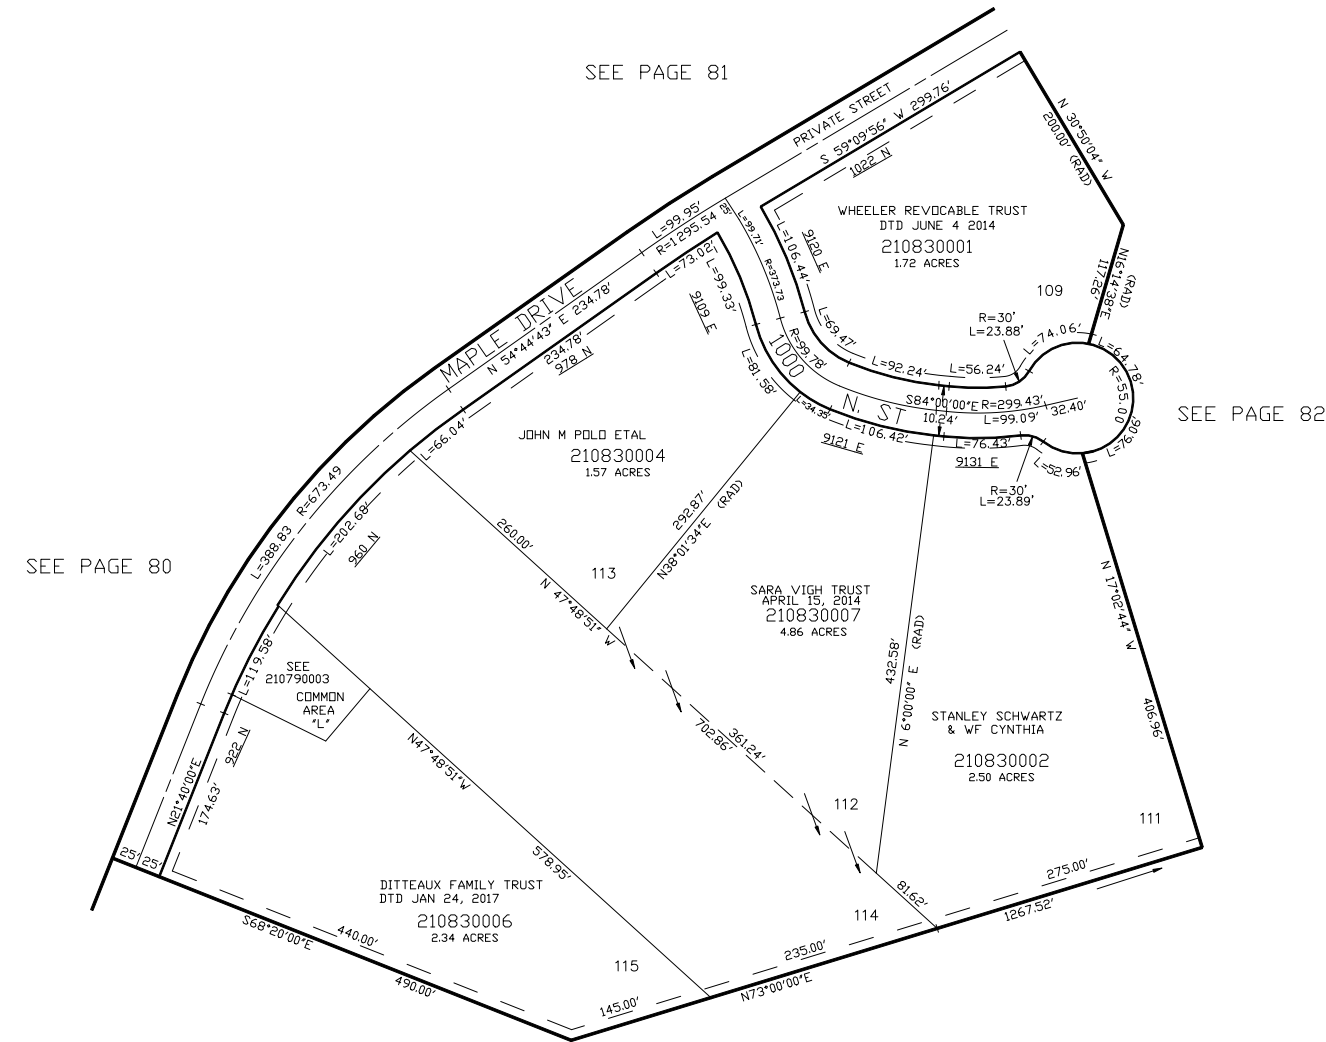 SEE PAGE 81
PRIVATE STREET
S 59°09'56" W 299.76'
1022 N
N 30°50'04" W
200.00' (RAD)
WHEELER REVOCABLE TRUST
DTD JUNE 4 2014
210830001
1.72 ACRES
109
N16°14'38"E
(RAD)
117.26'
L=99.95'
R=1295.54
25'
L=73.02'
L=99.71'
R=373.73
L=106.44'
9120 E
L=99.33'
9109 E
MAPLE DRIVE
N 54°44'43" E 234.78'
234.78'
978 N
L=69.47'
R=99.78'
1000
N. ST
L=81.58'
L=34.35'
L=92.24'
L=56.24'
R=30'
L=23.88'
L=74.06'
L=64.78'
R=55.00
L=76.06'
S84°00'00"E
R=299.43'
10.24'
L=99.09'
32.40'
L=106.42'
9121 E
L=76.43'
9131 E
L=52.96'
R=30'
L=23.89'
SEE PAGE 82
L=66.04'
JOHN M POLO ETAL
210830004
1.57 ACRES
292.87'
N38°01'34"E (RAD)
R=673.49
L=388.83
L=202.68'
960 N
SEE PAGE 80
260.00'
N 47°48'51" W
113
SARA VIGH TRUST
APRIL 15, 2014
210830007
4.86 ACRES
432.58'
N 6°00'00" E (RAD)
N 17°02'44" W
406.96'
L=119.58'
SEE
210790003
COMMON
AREA
"L"
922 N
N21°40'00"E
174.63'
N47°48'51"W
578.95'
361.24'
702.86'
STANLEY SCHWARTZ
& WF CYNTHIA
210830002
2.50 ACRES
112
111
25'
25'
DITTEAUX FAMILY TRUST
DTD JAN 24, 2017
210830006
2.34 ACRES
S68°20'00"E
440.00'
490.00'
115
114
81.62'
275.00'
1267.52'
235.00'
N73°00'00"E
145.00'